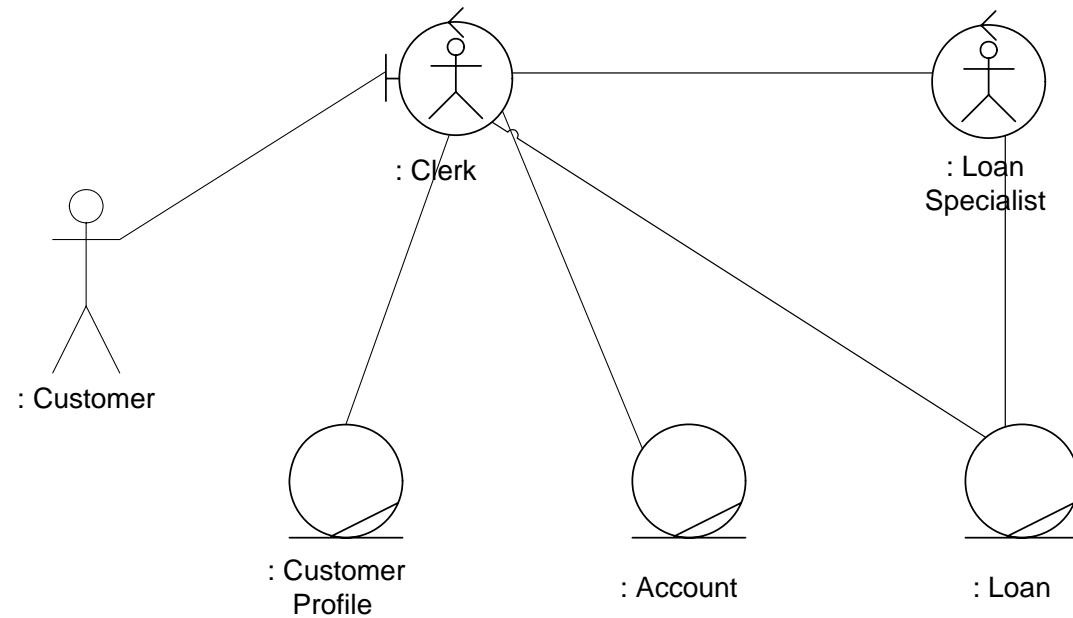 : Clerk
: Loan
Specialist
: Customer
: Customer
Profile
: Account
: Loan